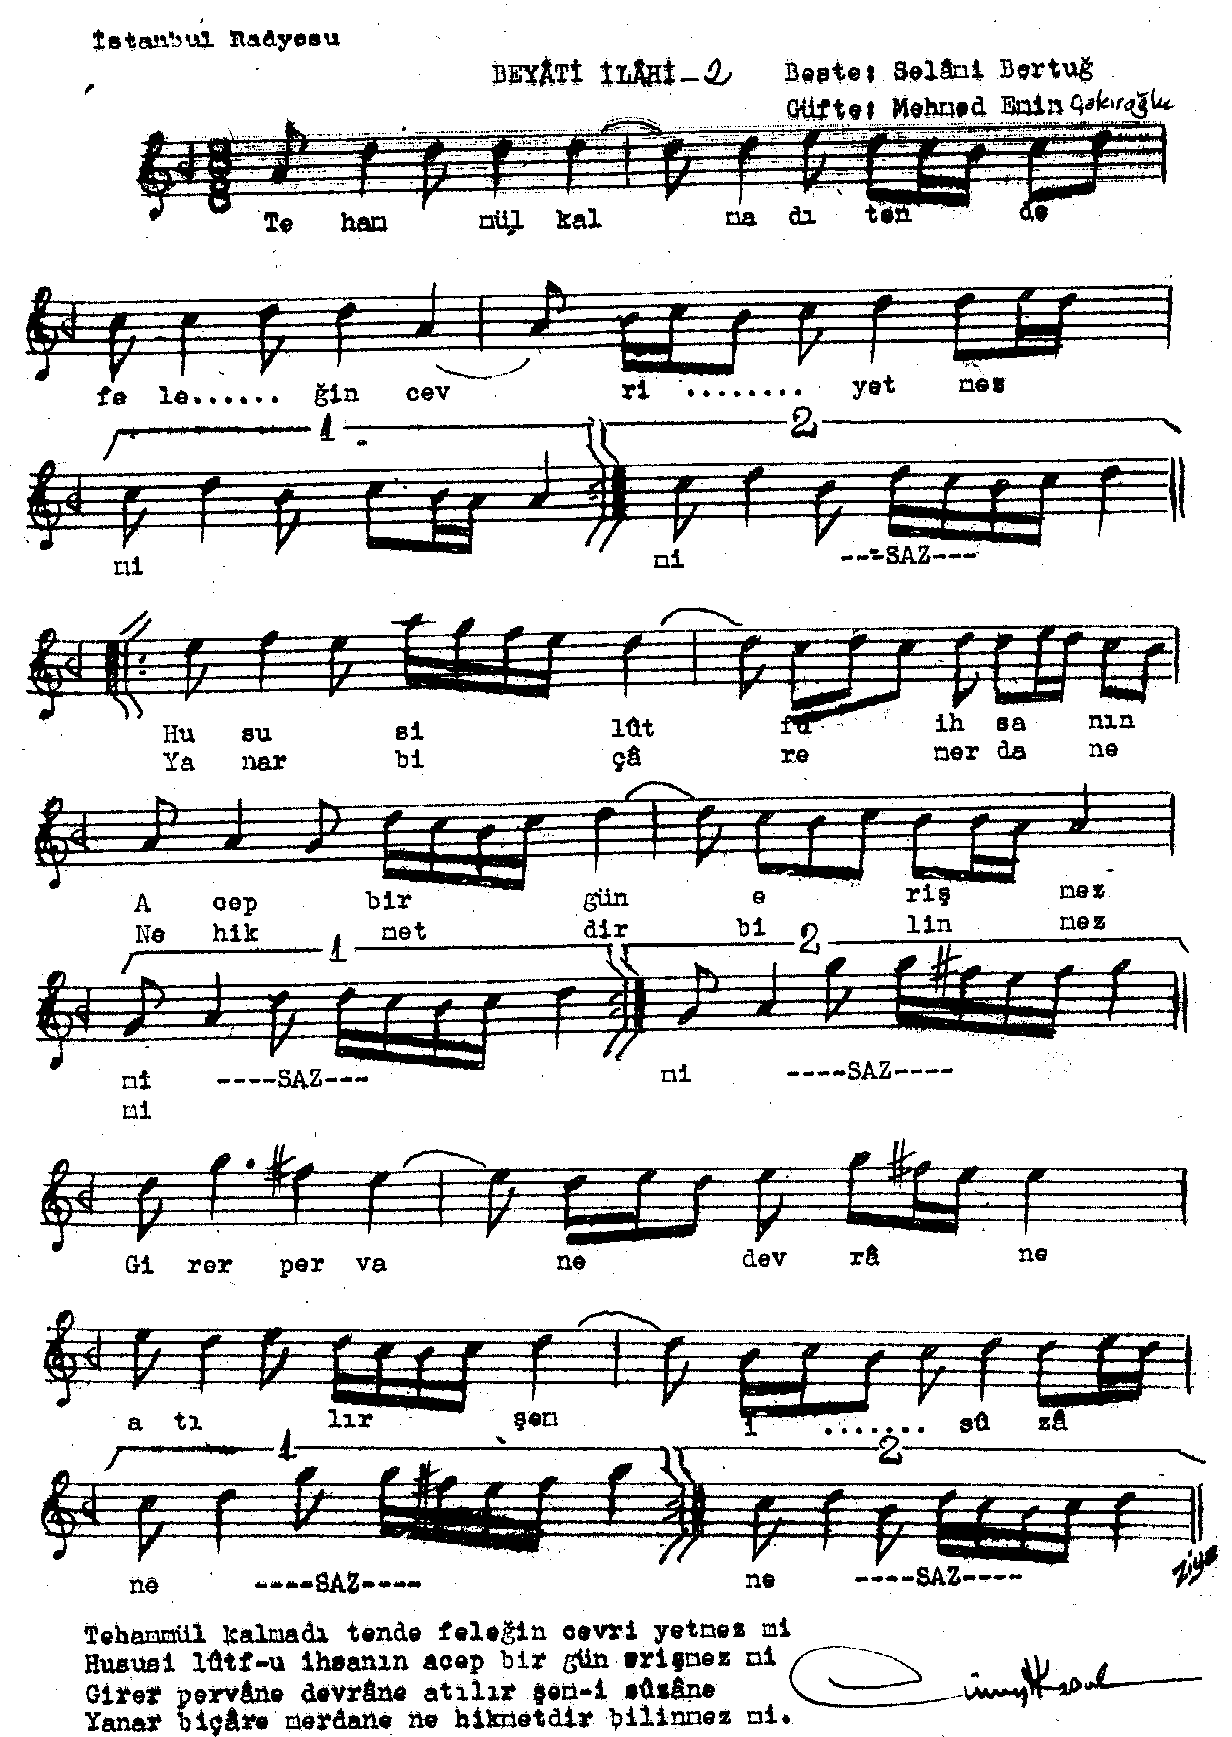 İstanbul Radyosu
BEYÂTİ İLÂHİ-2
Beste: Selâmi Bertuğ
Güfte: Mehmed Emin Çakıroğlu
Te ham mül kal ma dı ten de
fe le...... ğin cev ri ........ yet mez
1 2
mi mi ----SAZ---
Hu su si lût fu ih sa nın
Ya nar bi çâ re mer da ne
A cep bir gün e riş mez
Ne hik met dir bi lin mez
1 2
mi ----SAZ--- mi ----SAZ----
mi
Gi rer per va ne dev râ ne
a tı lır şem i ....... sû zâ
1 2
ne ----SAZ---- ne ----SAZ----
Ziya
Tehammül kalmadı tende feleğin cevri yetmez mi
Hususi lûtf-u ihsanın acep bir gün erişmez mi
Girer pervâne devrâne atılır şem-i sûzâne
Yanar biçâre merdane ne hikmetdir bilinmez mi.